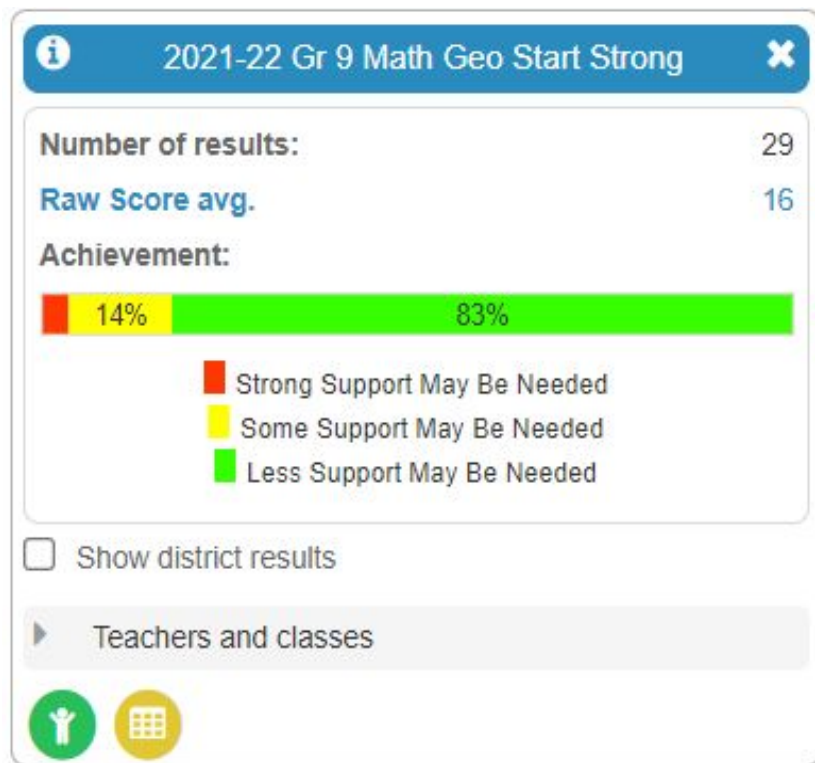 2021-22 Gr 9 Math Geo Start Strong
Number of results: 29
Raw Score avg. 16
Achievement:
14% 83%
Strong Support May Be Needed
Some Support May Be Needed
Less Support May Be Needed
Show district results
Teachers and classes